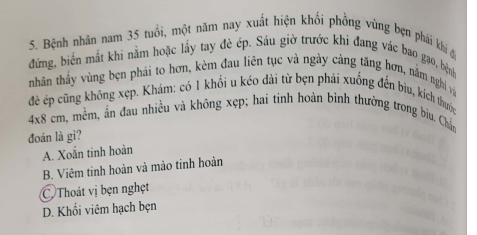 5. Bệnh nhân nam 35 tuổi, một năm nay xuất hiện khối phồng vùng bẹn phải khi đi
đứng, biến mất khi nằm hoặc lấy tay đè ép. Sáu giờ trước khi đang vác bao gạo, bệnh
nhân thấy vùng bẹn phải to hơn, kèm đau liên tục và ngày càng tăng hơn, nằm nghỉ và
đè ép cũng không xẹp. Khám: có 1 khối u kéo dài từ bẹn phải xuống đến bìu, kích thước
4x8 cm, mềm, ấn đau nhiều và không xẹp; hai tinh hoàn bình thường trong bìu. Chẩn
đoán là gì?
A. Xoắn tinh hoàn
B. Viêm tinh hoàn và mào tinh hoàn
C. Thoát vị bẹn nghẹt
D. Khối viêm hạch bẹn